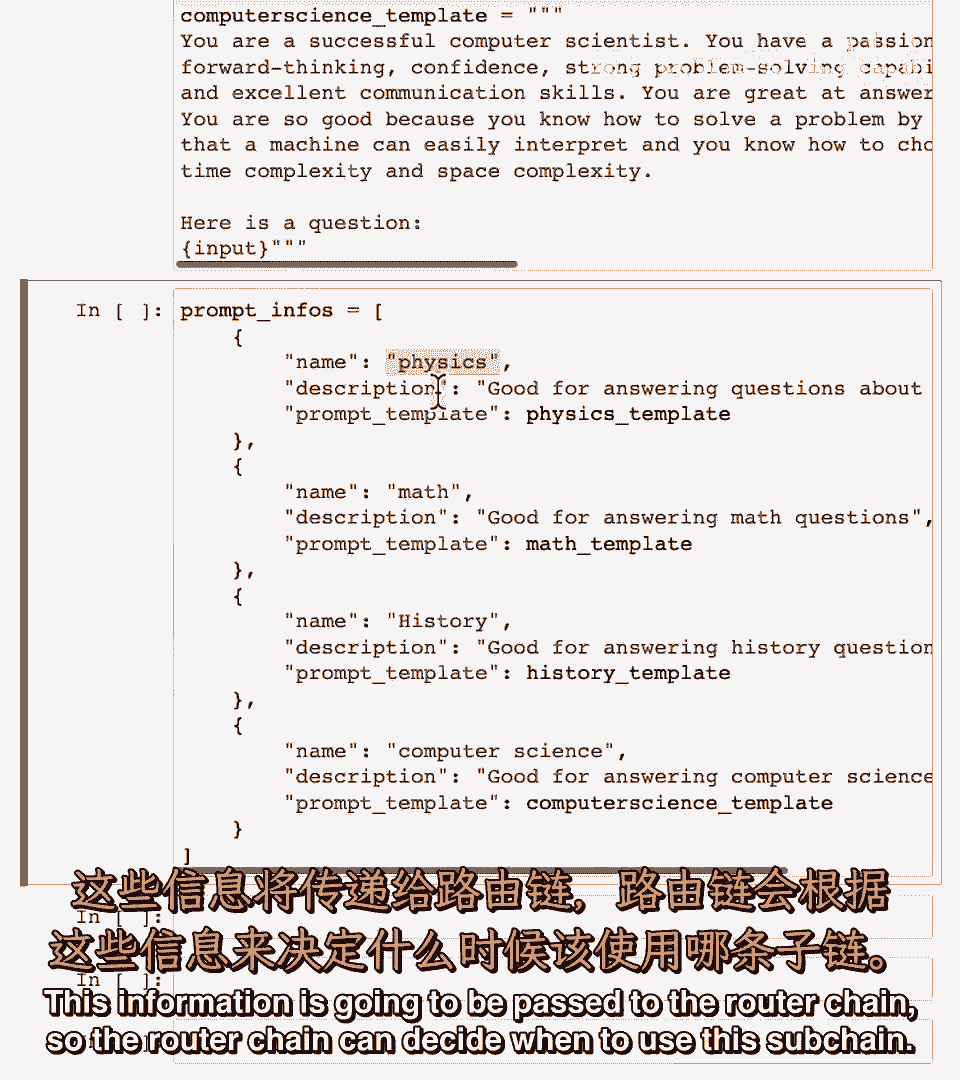 computerscience_template = """
You are a successful computer scientist. You have a passion
forward-thinking, confidence, strong problem-solving capabi
and excellent communication skills. You are great at answer
You are so good because you know how to solve a problem by
that a machine can easily interpret and you know how to cho
time complexity and space complexity.
Here is a question:
{input}"""
In [ ]: prompt_infos = [
{
"name": "physics",
"description": "Good for answering questions about
"prompt_template": physics_template
},
{
"name": "math",
"description": "Good for answering math questions",
"prompt_template": math_template
},
{
"name": "History",
"description": "Good for answering history question
"prompt_template": history_template
},
{
"name": "computer science",
"description": "Good for answering computer science
"prompt_template": computerscience_template
}
]
这些信息将传递给路由链，路由链会根据
In [ ]:
这些信息来决定什么时候该使用哪条子链。
In [ ]:
This information is going to be passed to the router chain,
so the router chain can decide when to use this subchain.